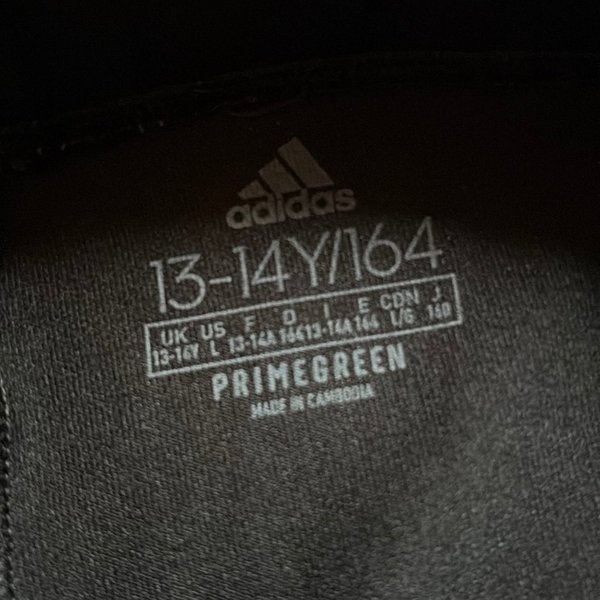 adidas
13-14Y/164
UK US F D I E CDN J
13-14Y L 13-14A 164 13-14A 164 L/G 160
PRIMEGREEN
MADE IN CAMBODIA